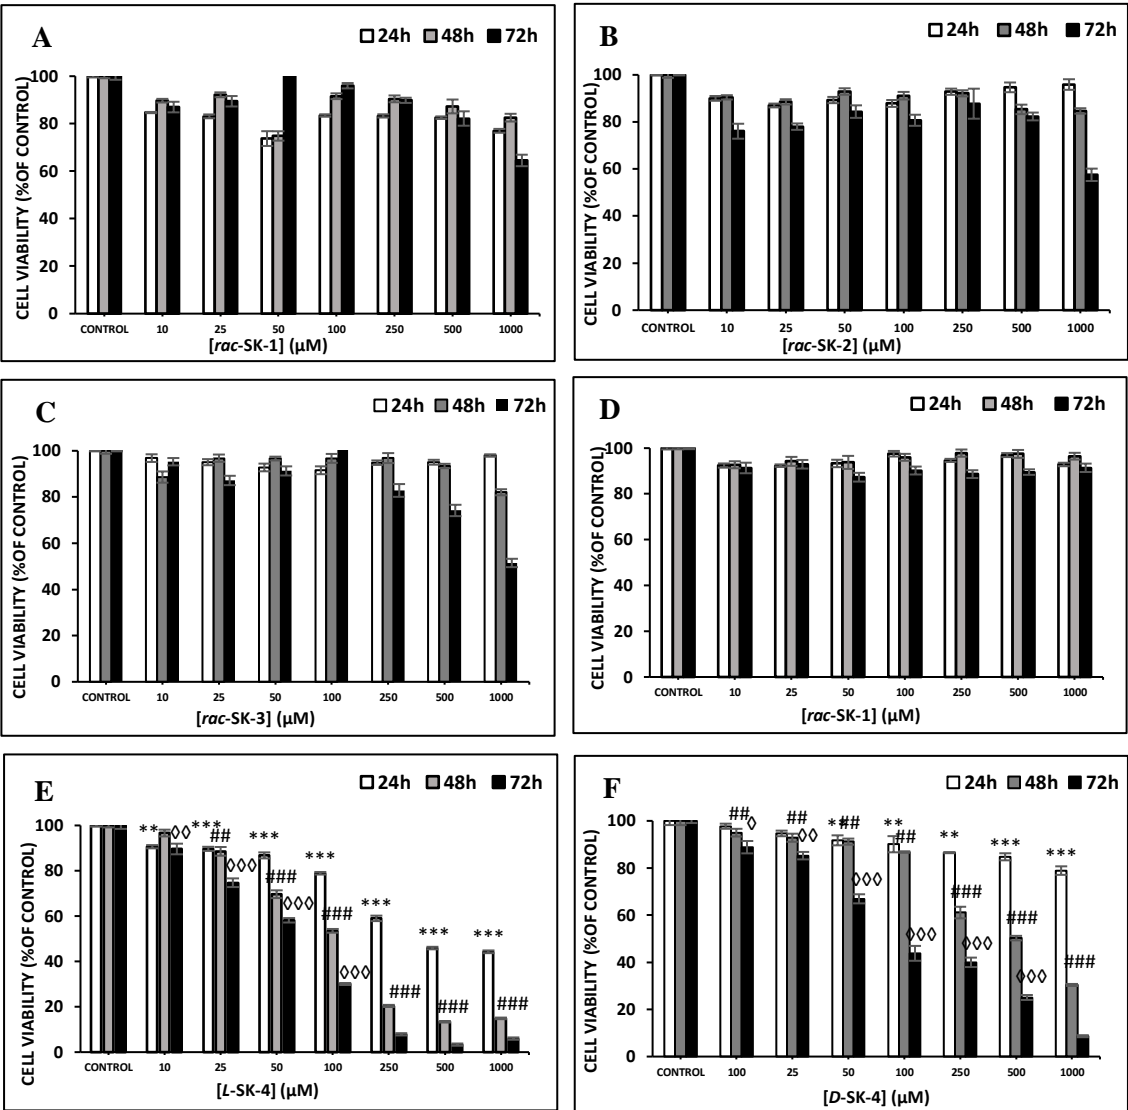 A
24h 48h 72h
CELL VIABILITY (%OF CONTROL)
100
80
60
40
20
0
CONTROL 10 25 50 100 250 500 1000
[rac-SK-1] (μM)
B
24h 48h 72h
CELL VIABILITY (%OF CONTROL)
100
80
60
40
20
0
CONTROL 10 25 50 100 250 500 1000
[rac-SK-2] (μM)
C
24h 48h 72h
CELL VIABILITY (%OF CONTROL)
100
80
60
40
20
0
CONTROL 10 25 50 100 250 500 1000
[rac-SK-3] (μM)
D
24h 48h 72h
CELL VIABILITY (%OF CONTROL)
100
80
60
40
20
0
CONTROL 10 25 50 100 250 500 1000
[rac-SK-1] (μM)
E
24h 48h 72h
CELL VIABILITY (%OF CONTROL)
100
80
60
40
20
0
** ◊◊ *** ## ◊◊◊ *** ### ◊◊◊ *** ### ◊◊◊ *** ### *** ### *** ###
CONTROL 10 25 50 100 250 500 1000
[L-SK-4] (μM)
F
24h 48h 72h
CELL VIABILITY (%OF CONTROL)
100
80
60
40
20
0
## ◊ ## ◊◊ ** ## ◊◊◊ ** ## ◊◊◊ ** ### ◊◊◊ *** ### ◊◊◊ *** ###
CONTROL 100 25 50 100 250 500 1000
[D-SK-4] (μM)